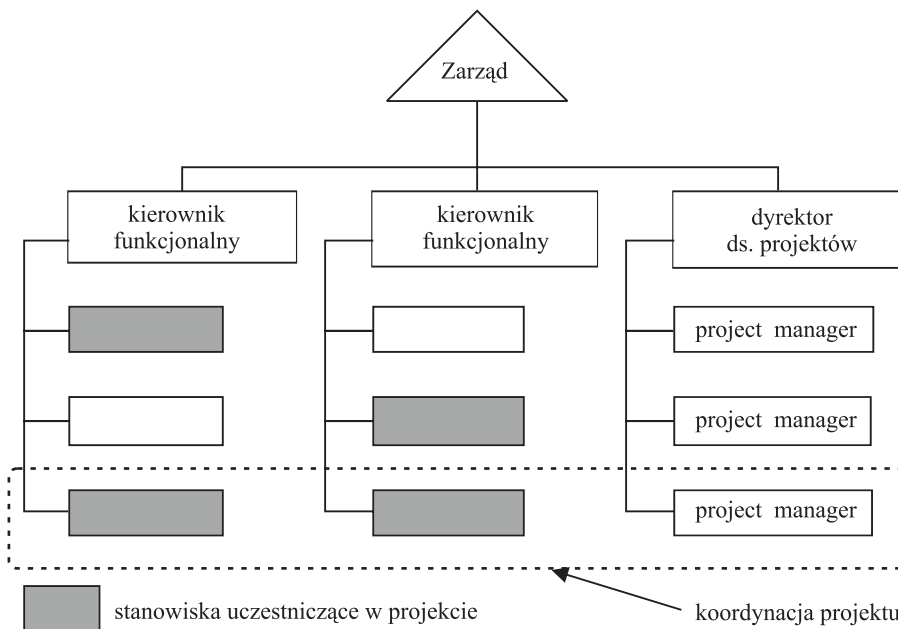 Zarząd
kierownik
funkcjonalny
kierownik
funkcjonalny
dyrektor
ds. projektów
project manager
project manager
project manager
stanowiska uczestniczące w projekcie
koordynacja projektu